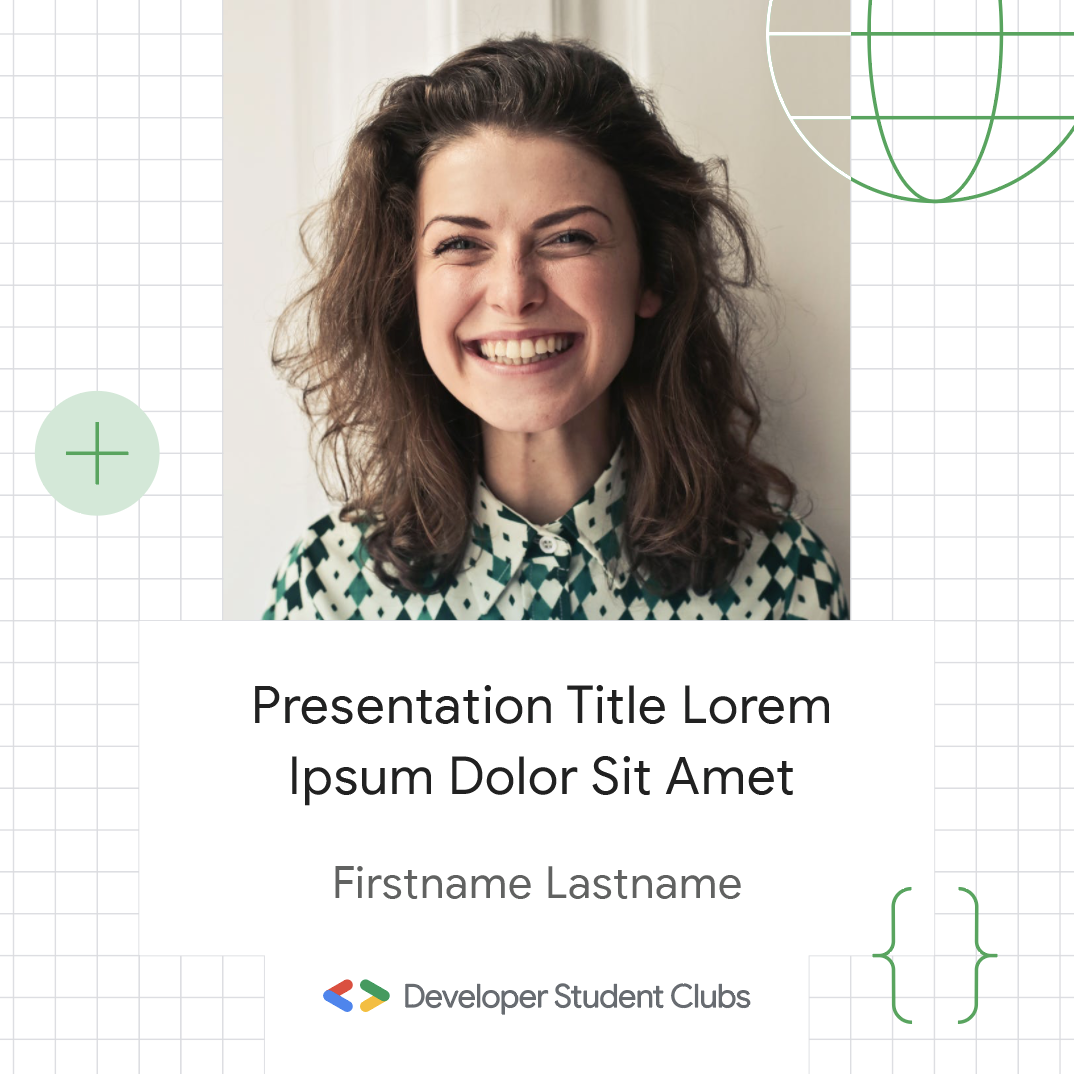 Presentation Title Lorem
Ipsum Dolor Sit Amet
Firstname Lastname
Developer Student Clubs